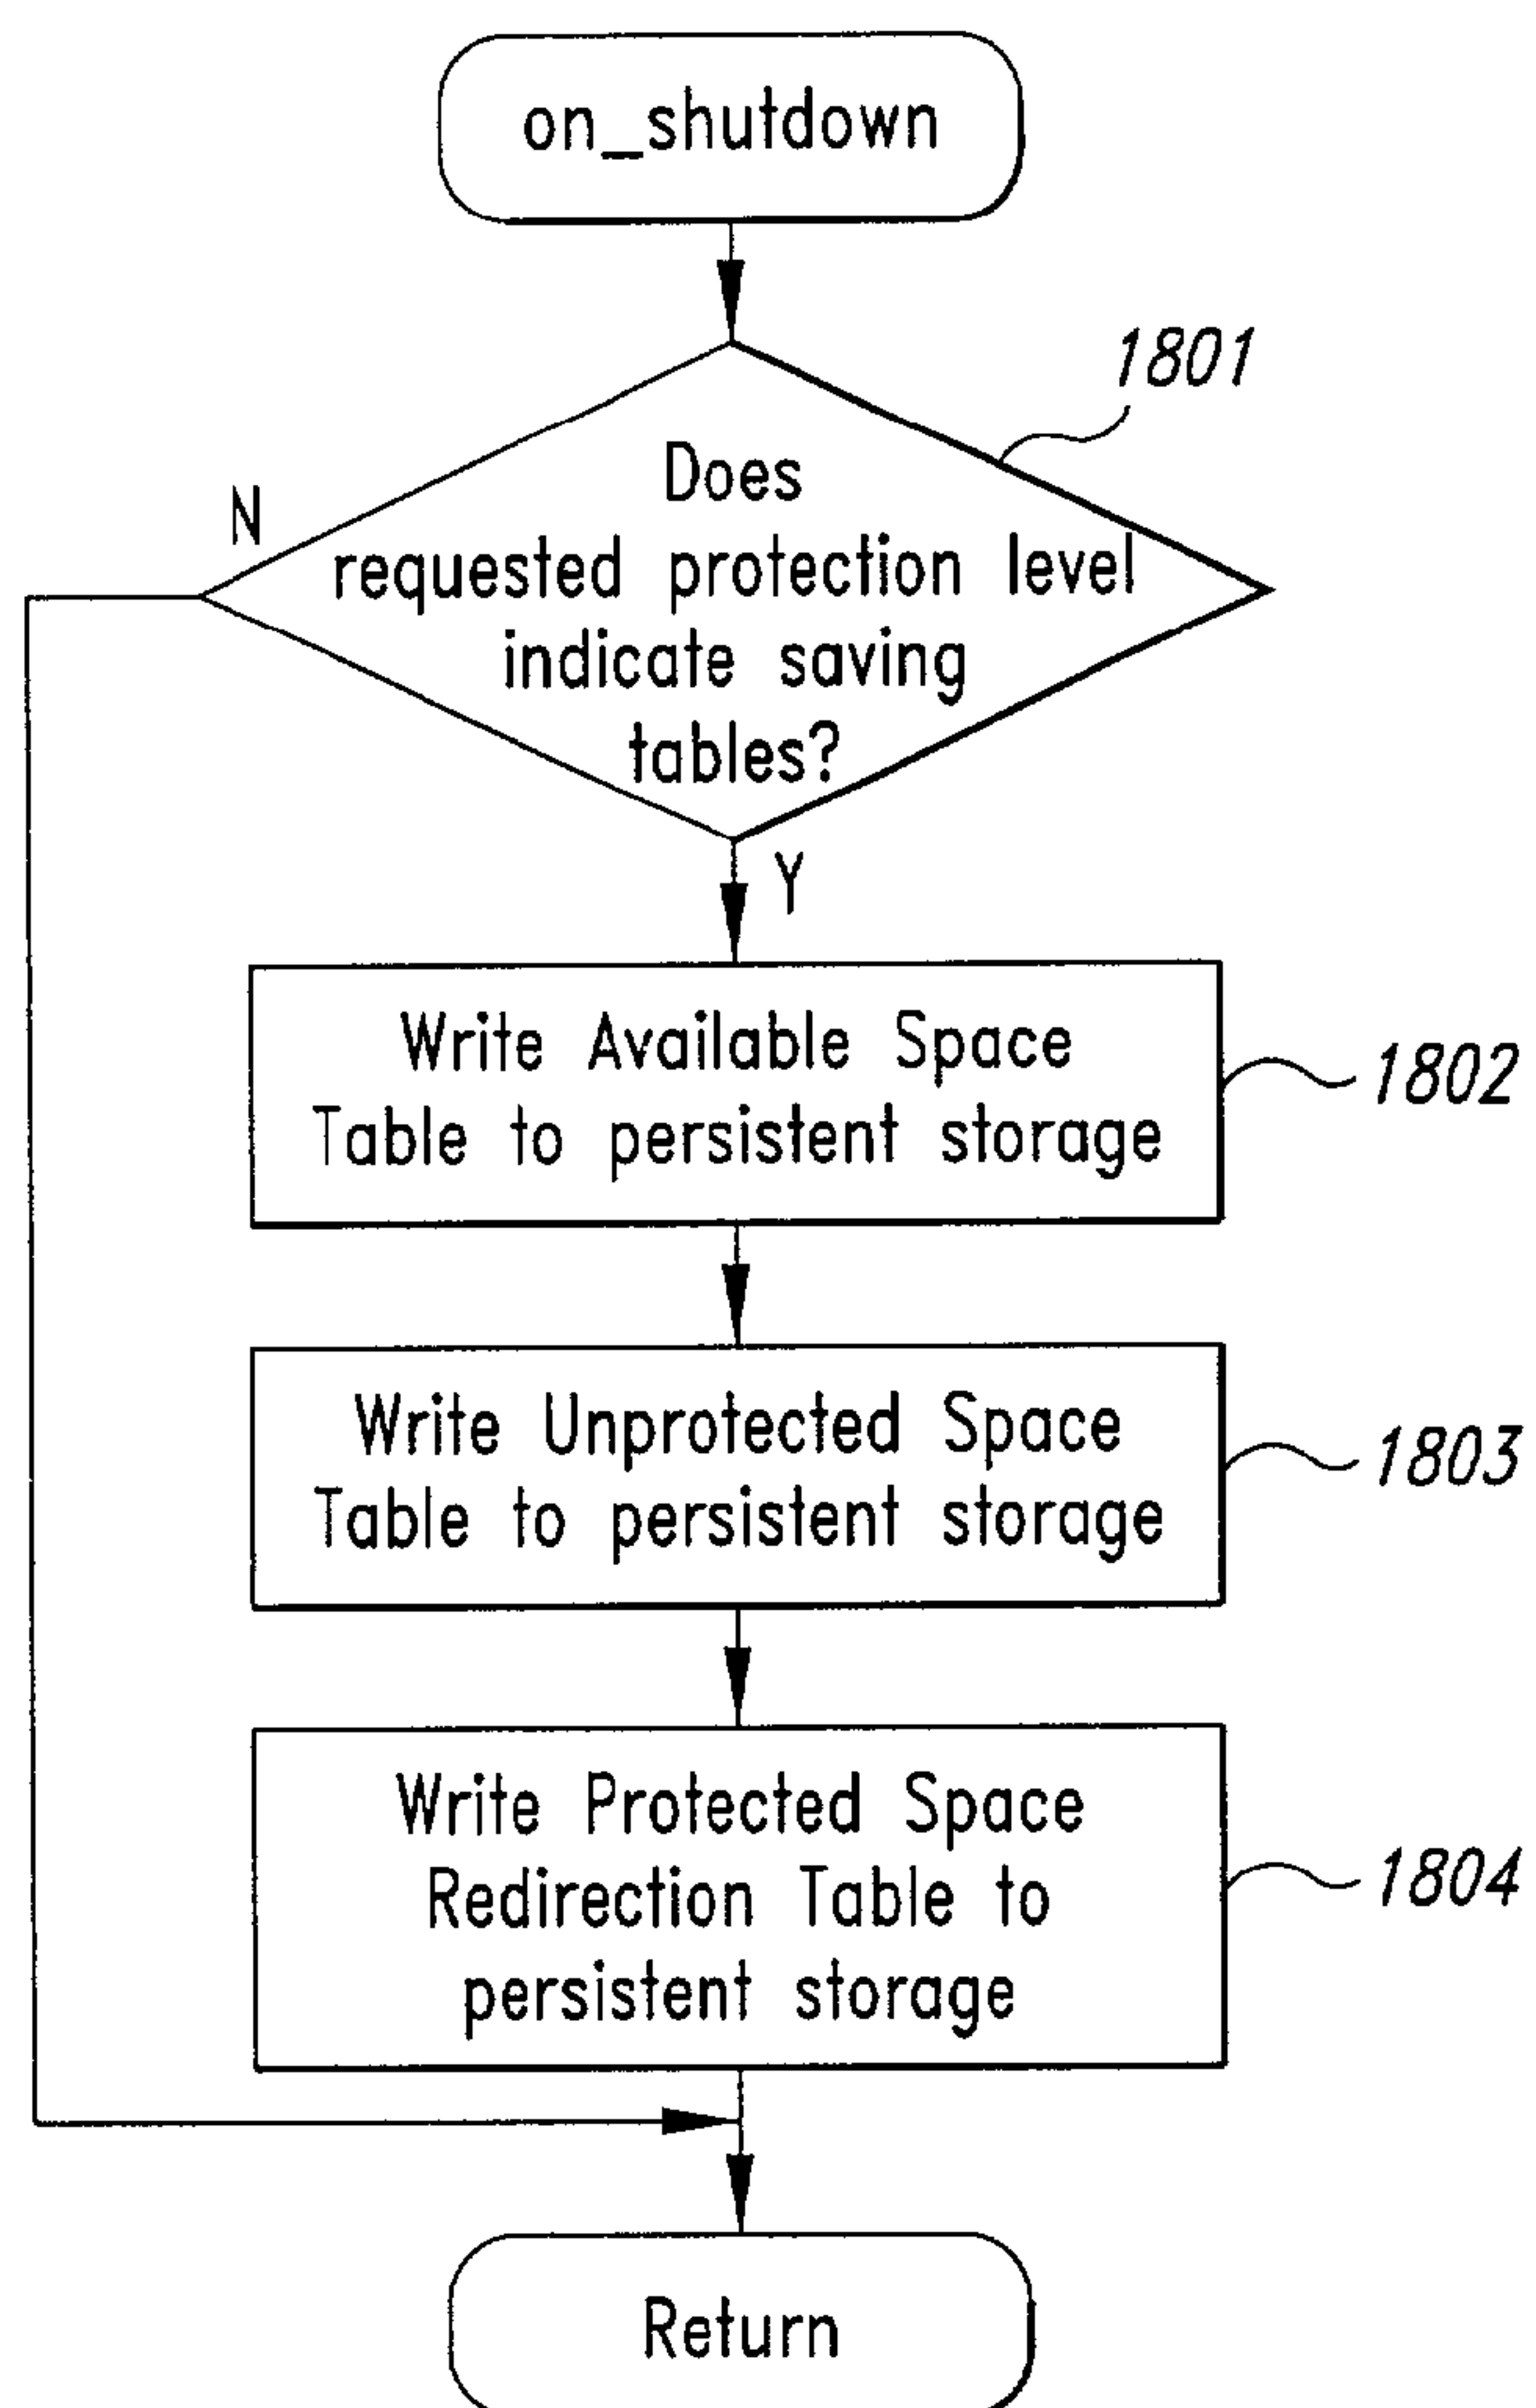 on_shutdown
1801
Does
N
requested protection level
indicate saving
tables?
Y
Write Available Space
Table to persistent storage
1802
Write Unprotected Space
Table to persistent storage
1803
Write Protected Space
Redirection Table to
persistent storage
1804
Return